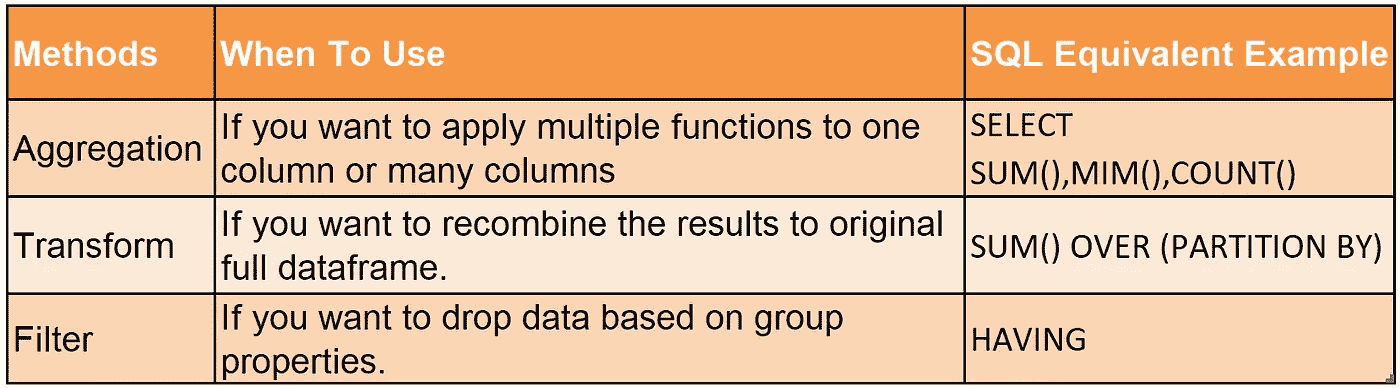 Methods
When To Use
SQL Equivalent Example
Aggregation
If you want to apply multiple functions to one
column or many columns
SELECT
SUM(),MIM(),COUNT()
Transform
If you want to recombine the results to original
full dataframe.
SUM() OVER (PARTITION BY)
Filter
If you want to drop data based on group
properties.
HAVING